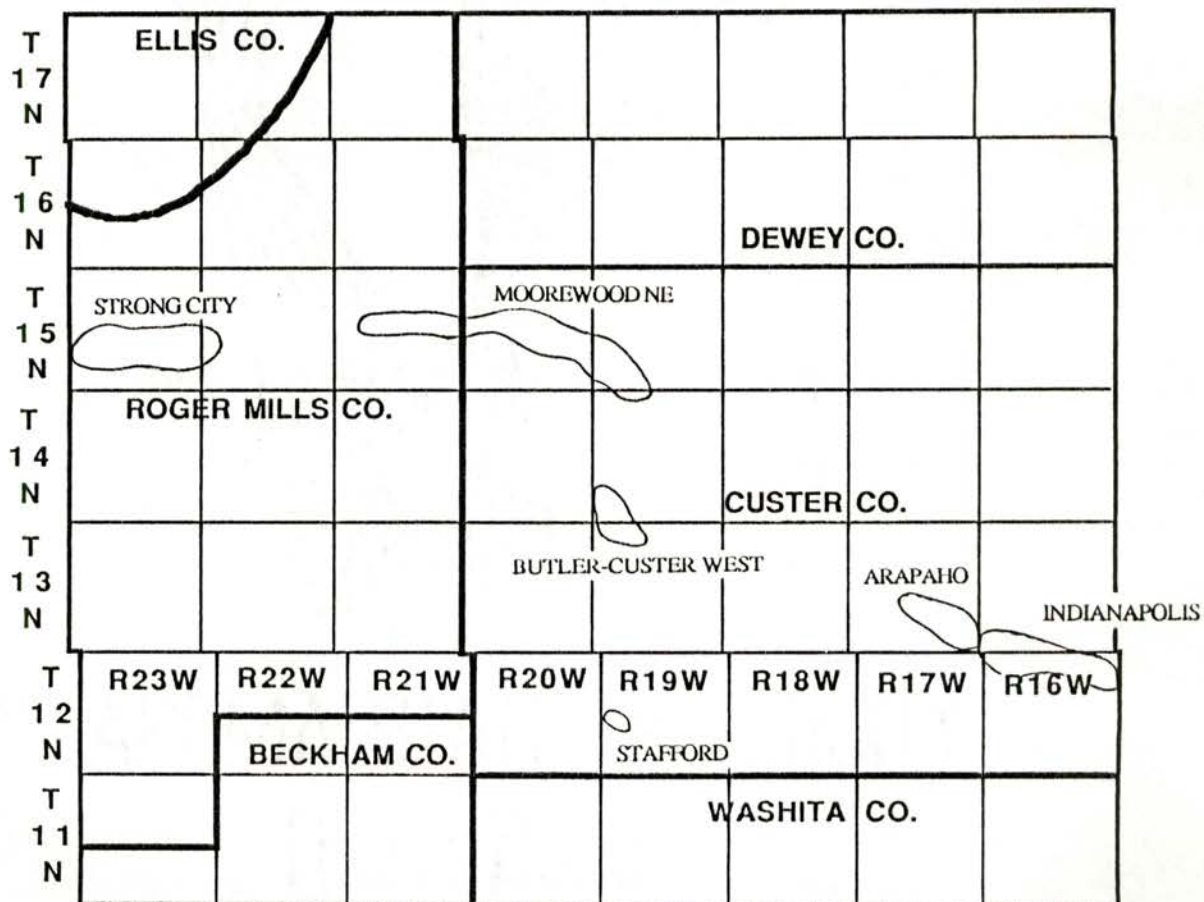 T
17
N
ELLIS CO.
T
16
N
DEWEY CO.
T
15
N
STRONG CITY
MOOREWOOD NE
ROGER MILLS CO.
T
14
N
CUSTER CO.
T
13
N
BUTLER-CUSTER WEST
ARAPAHO
INDIANAPOLIS
T
12
N
R23W R22W R21W R20W R19W R18W R17W R16W
STAFFORD
BECKHAM CO.
T
11
N
WASHITA CO.